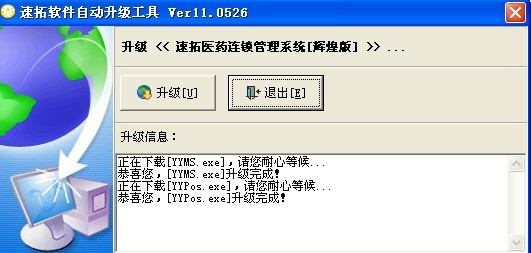 速拓软件自动升级工具 Ver11.0526
升级 << 速拓医药连锁管理系统[辉煌版] >> ...
升级[U]
退出[E]
升级信息：
正在下载[YYMS.exe]，请您耐心等候...
恭喜您，[YYMS.exe]升级完成!
正在下载[YYPos.exe]，请您耐心等候...
恭喜您，[YYPos.exe]升级完成!